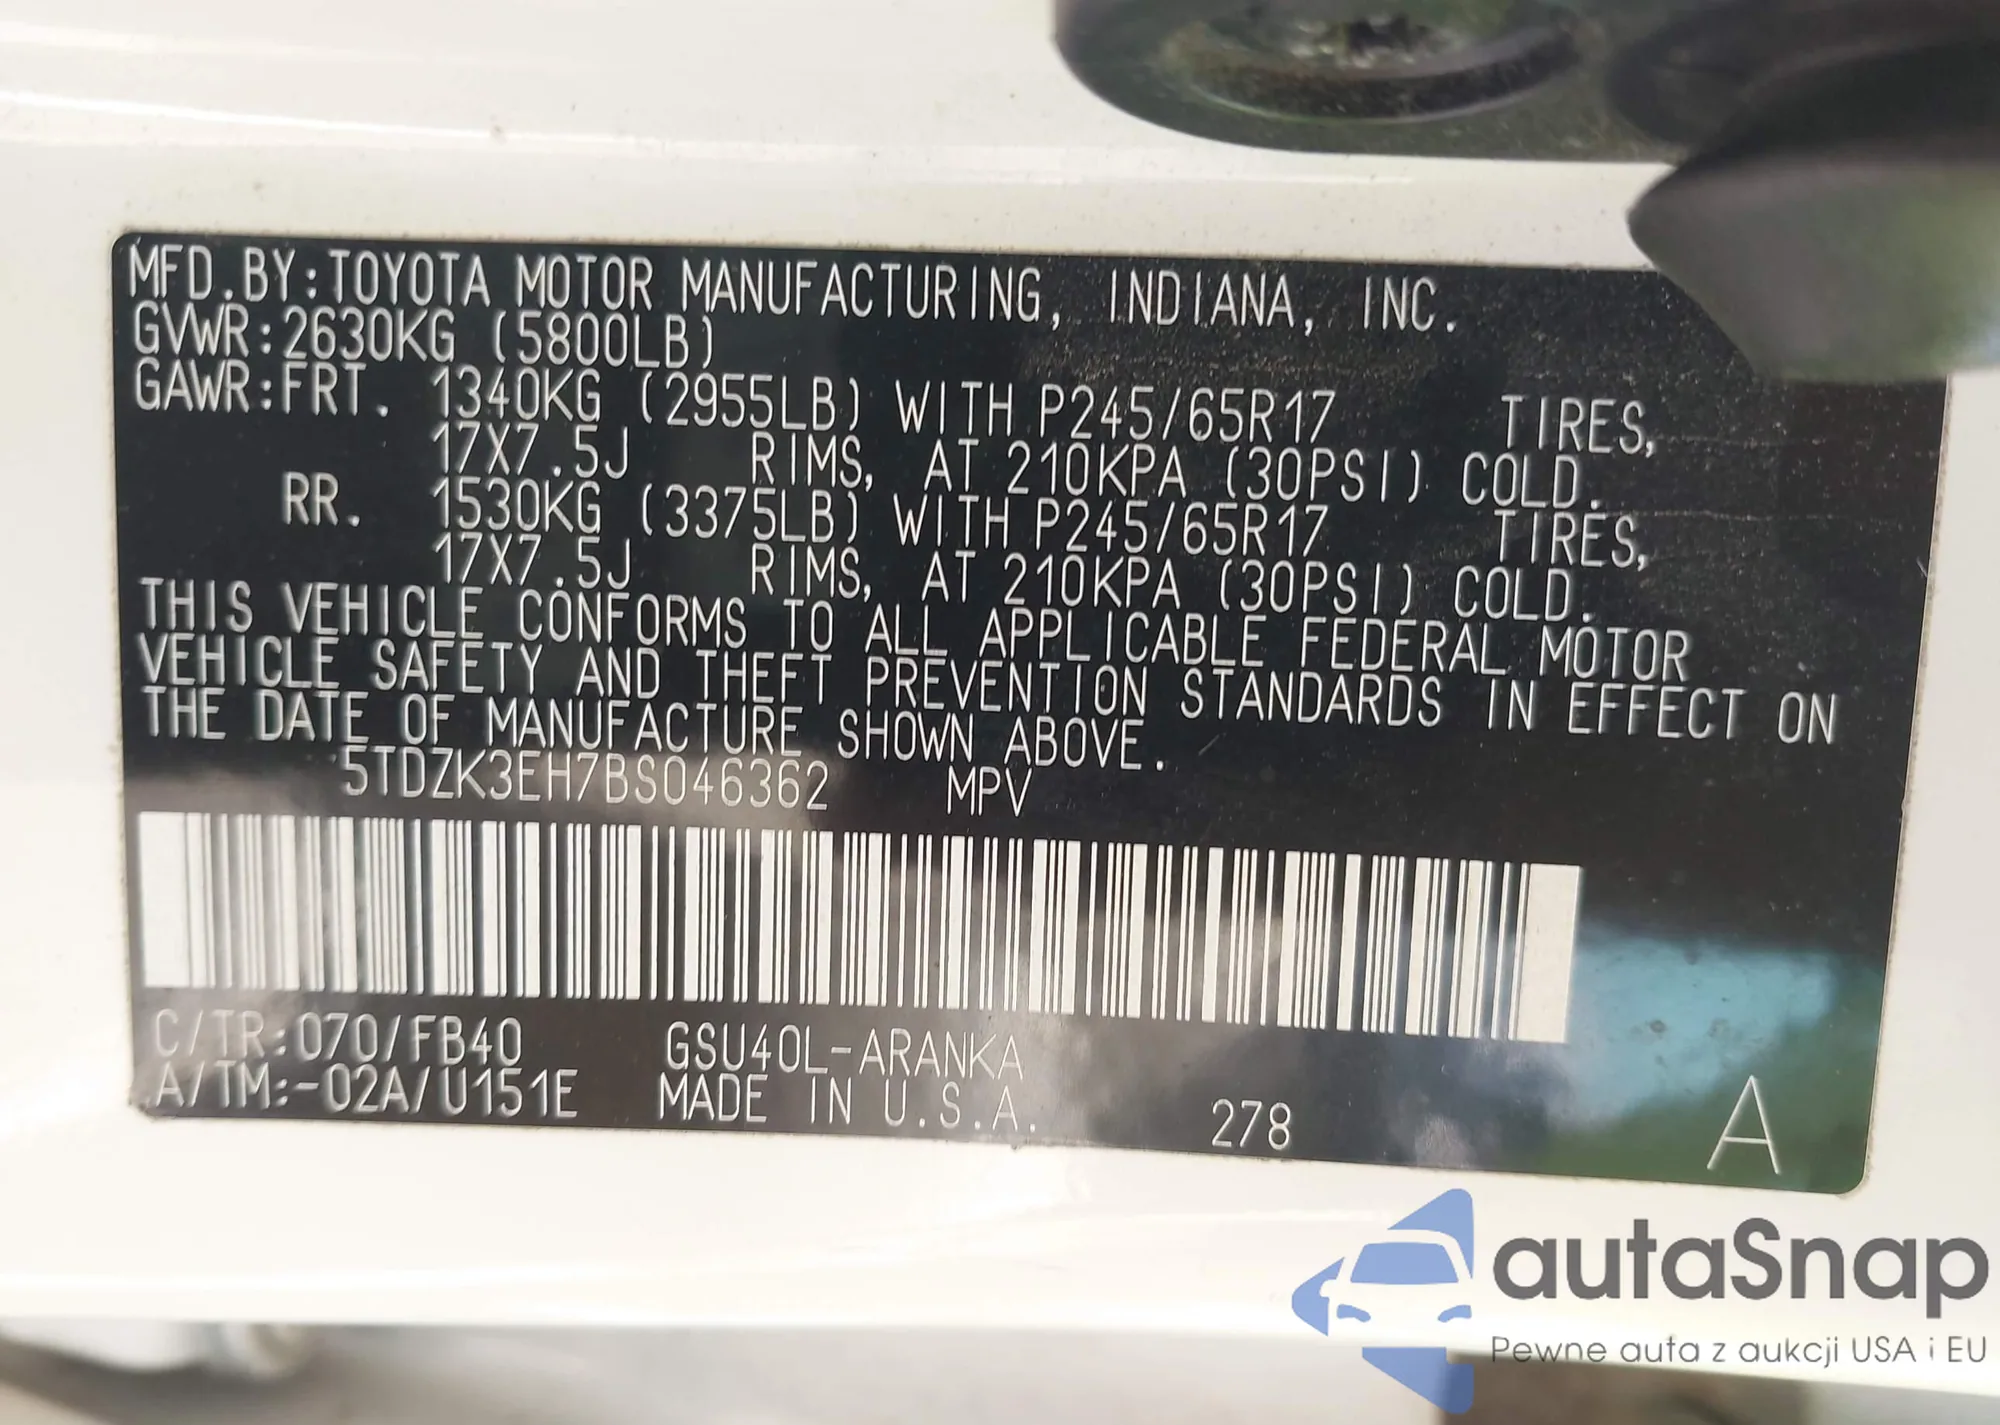 MFD.BY:TOYOTA MOTOR MANUFACTURING, INDIANA, INC.
GVWR:2630KG (5800LB)
GAWR:FRT. 1340KG (2955LB) WITH P245/65R17 TIRES,
17X7.5J RIMS, AT 210KPA (30PSI) COLD.
RR. 1530KG (3375LB) WITH P245/65R17 TIRES,
17X7.5J RIMS, AT 210KPA (30PSI) COLD.
THIS VEHICLE CONFORMS TO ALL APPLICABLE FEDERAL MOTOR
VEHICLE SAFETY AND THEFT PREVENTION STANDARDS IN EFFECT ON
THE DATE OF MANUFACTURE SHOWN ABOVE.
5TDZK3EH7BS046362 MPV
C/TR:070/FB40 GSU40L-ARANKA
A/TM:-02A/U151E MADE IN U.S.A. 278 A
autaSnap
Pewne auta z aukcji USA i EU